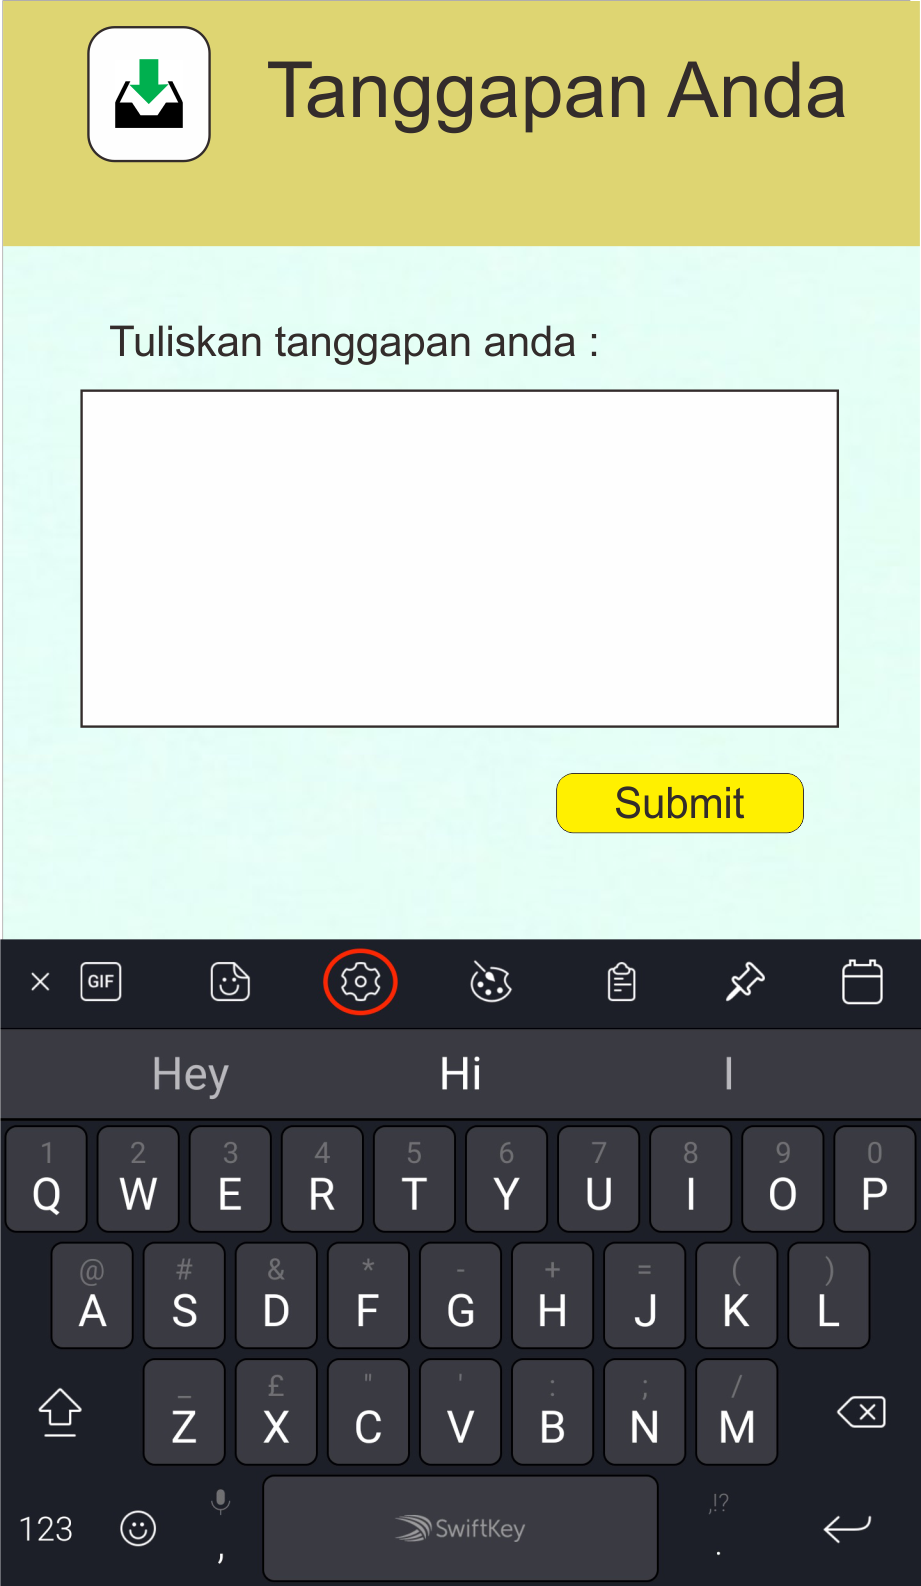 Tanggapan Anda
Tuliskan tanggapan anda :
Submit
GIF
Hey Hi I
1 2 3 4 5 6 7 8 9 0
Q W E R T Y U I O P
@ # & * - + = ( )
A S D F G H J K L
_ £ " ' : ; /
Z X C V B N M
,!?
123 , SwiftKey .